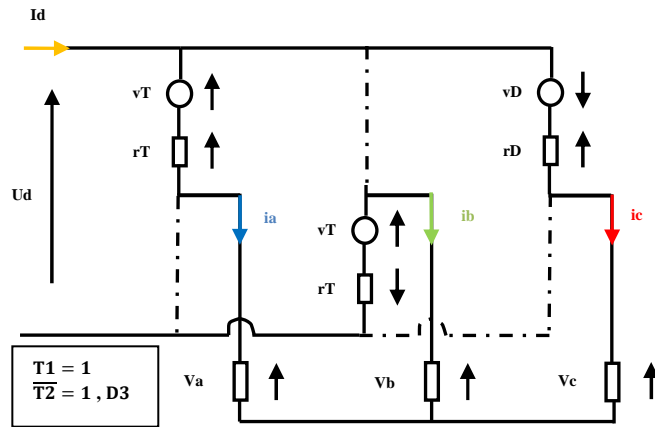 Id
vT
vD
rT
rD
Ud
ia
ib
ic
vT
rT
T1 = 1
T2 = 1 , D3
Va
Vb
Vc